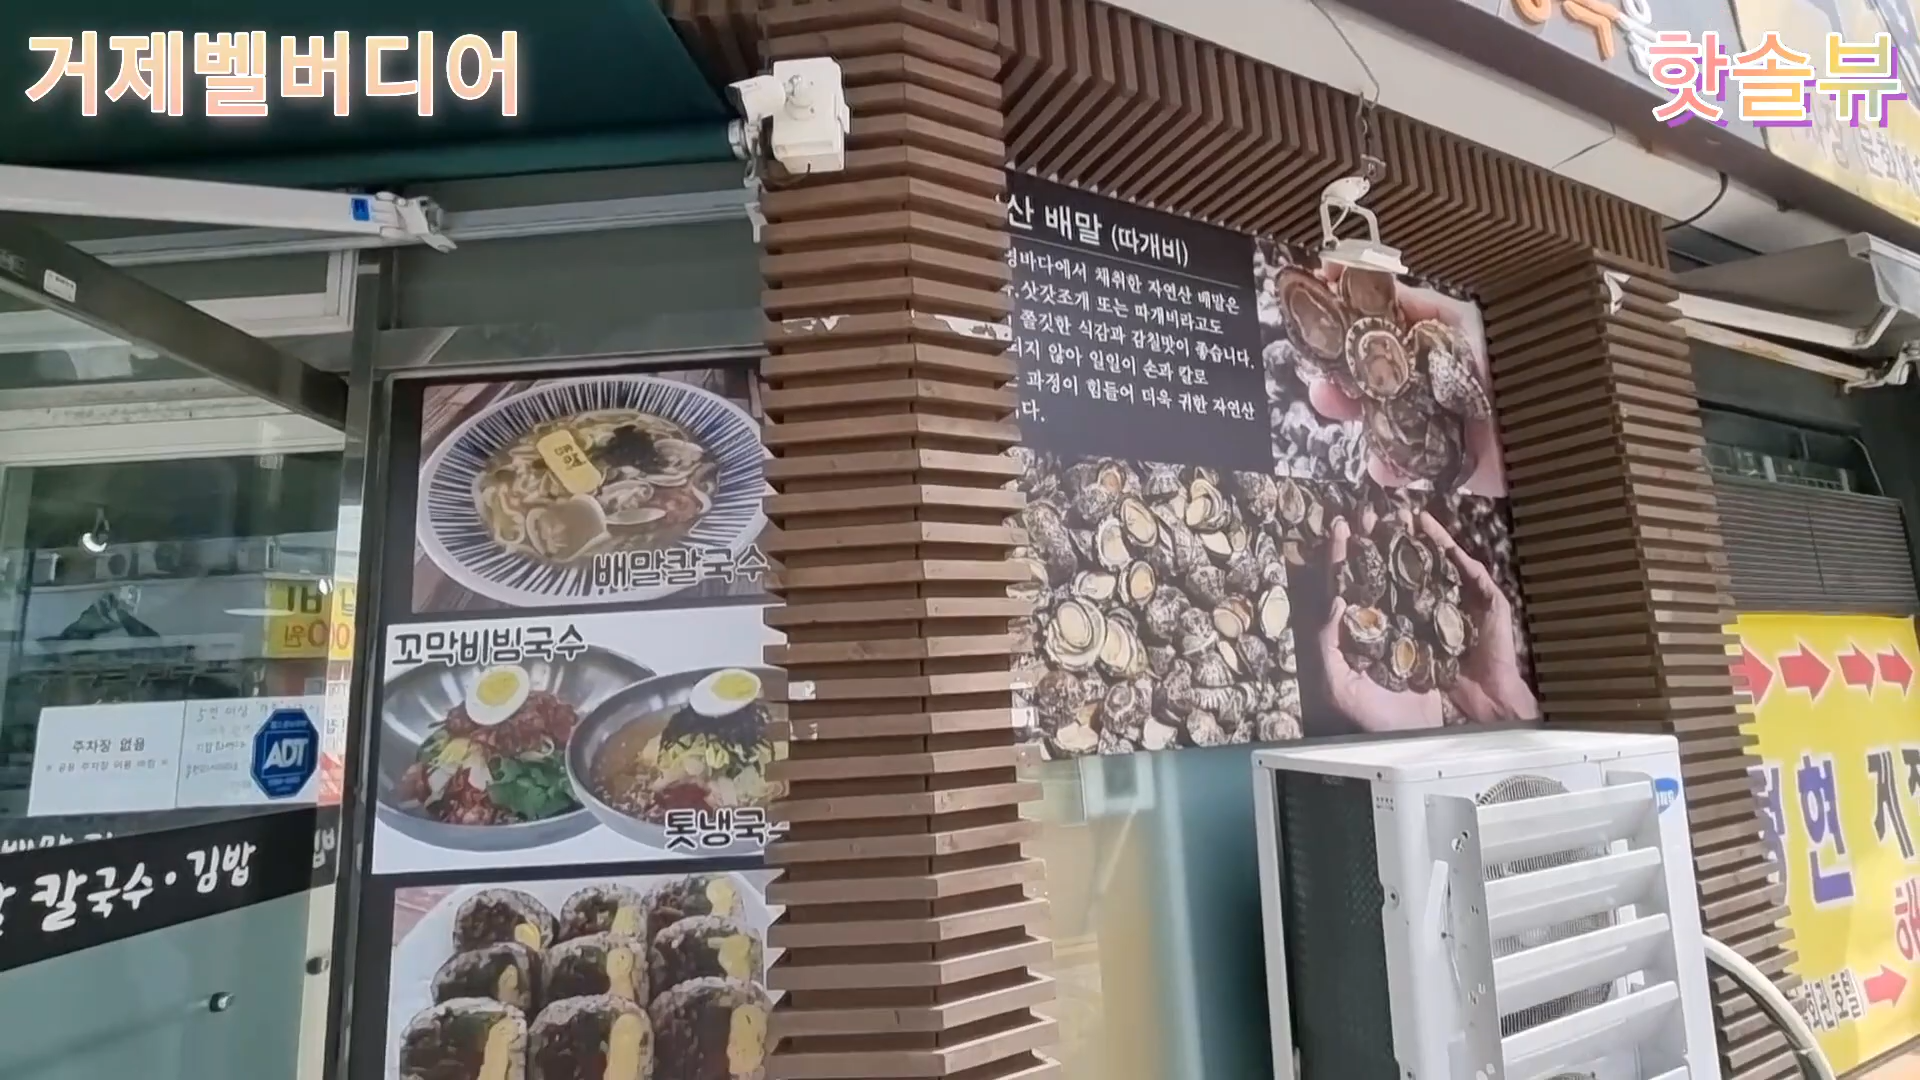 거제벨버디어
핫솔뷰
산 배말 (따개비)
바다에서 채취한 자연산 배말은
삿갓조개 또는 따개비라고도
쫄깃한 식감과 감칠맛이 좋습니다.
되지 않아 일일이 손과 칼로
과정이 힘들어 더욱 귀한 자연산
다.
배말칼국수
꼬막비빔국수
톳냉국수
주차장 없음
ADT
칼국수·김밥
현 게
해